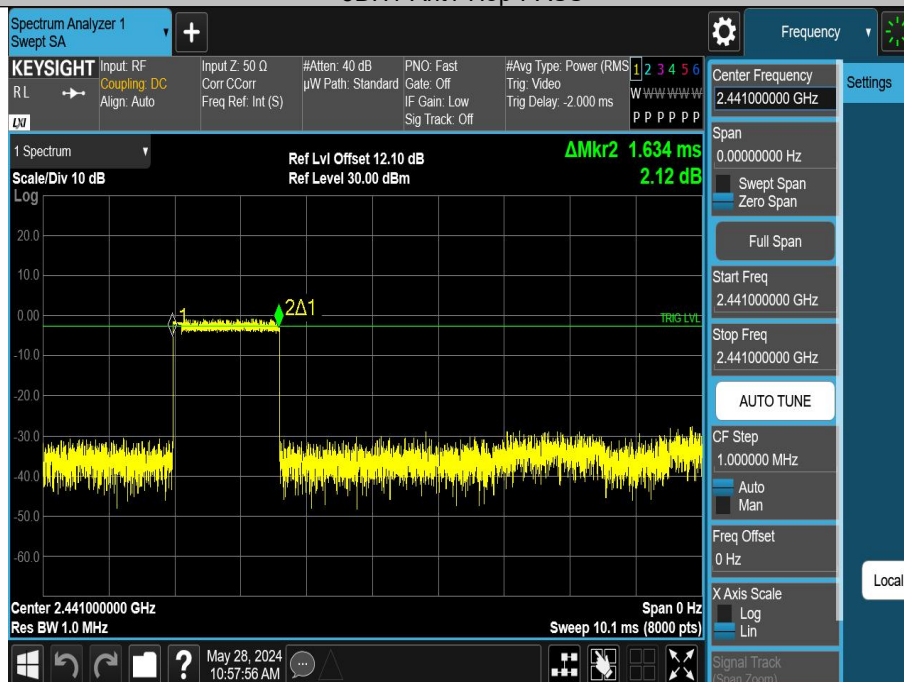 Spectrum Analyzer 1
Swept SA
Frequency
KEYSIGHT
RL
LXI
Input: RF
Coupling: DC
Align: Auto
Input Z: 50 Ω
Corr CCorr
Freq Ref: Int (S)
#Atten: 40 dB
µW Path: Standard
PNO: Fast
Gate: Off
IF Gain: Low
Sig Track: Off
#Avg Type: Power (RMS
Trig: Video
Trig Delay: -2.000 ms
1 2 3 4 5 6
W W W W W W
P P P P P P
Center Frequency
2.441000000 GHz
Settings
1 Spectrum
Scale/Div 10 dB
Log
Ref Lvl Offset 12.10 dB
Ref Level 30.00 dBm
ΔMkr2 1.634 ms
2.12 dB
Span
0.00000000 Hz
Swept Span
Zero Span
Full Span
Start Freq
2.441000000 GHz
Stop Freq
2.441000000 GHz
AUTO TUNE
CF Step
1.000000 MHz
Auto
Man
Freq Offset
0 Hz
X Axis Scale
Log
Lin
Signal Track
(Span Zoom)
Local
20.0
10.0
0.00
-10.0
-20.0
-30.0
-40.0
-50.0
-60.0
1
2Δ1
TRIG LVL
Center 2.441000000 GHz
Res BW 1.0 MHz
Span 0 Hz
Sweep 10.1 ms (8000 pts)
May 28, 2024
10:57:56 AM